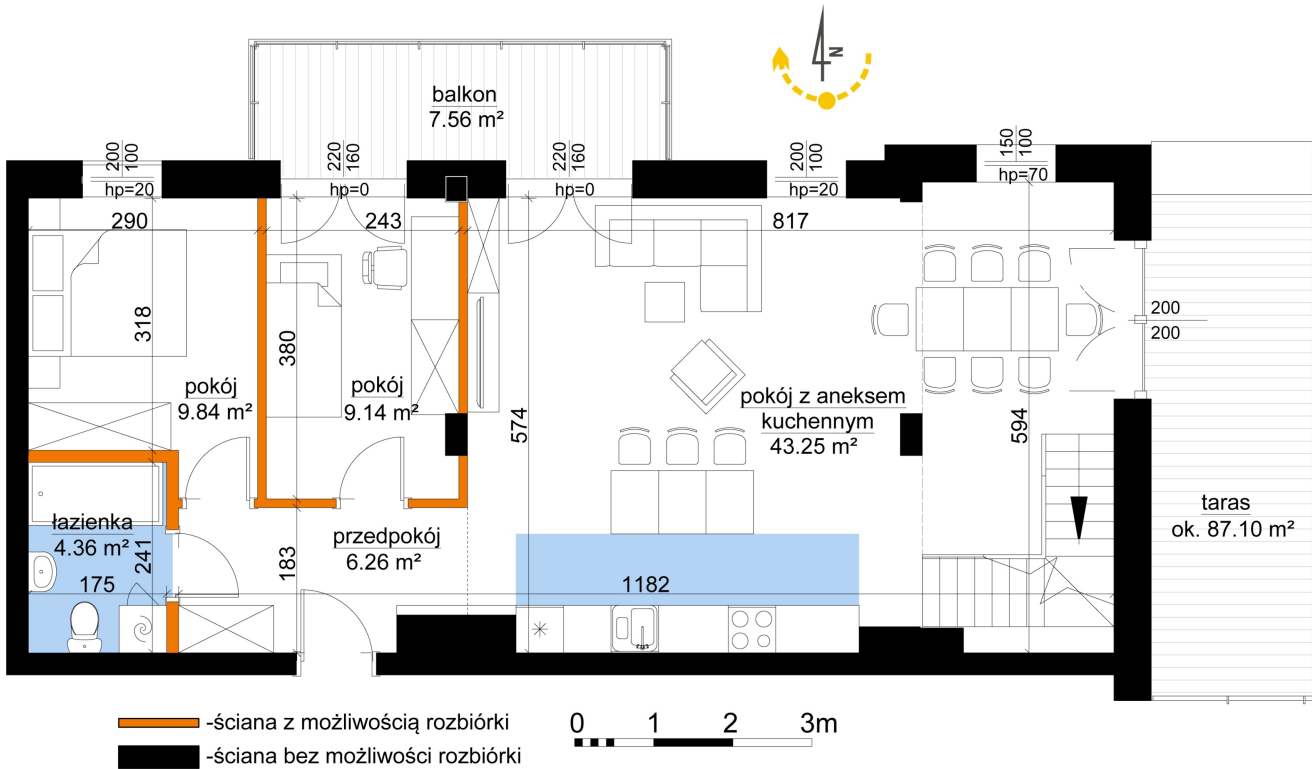 N
balkon
7.56 m²
200
100
hp=20
220
160
hp=0
220
160
hp=0
200
100
hp=20
150
100
hp=70
290
243
817
318
380
574
594
pokój
9.84 m²
pokój
9.14 m²
pokój z aneksem
kuchennym
43.25 m²
200
200
taras
ok. 87.10 m²
łazienka
4.36 m²
241
175
przedpokój
6.26 m²
183
1182
-ściana z możliwością rozbiórki
-ściana bez możliwości rozbiórki
0 1 2 3m